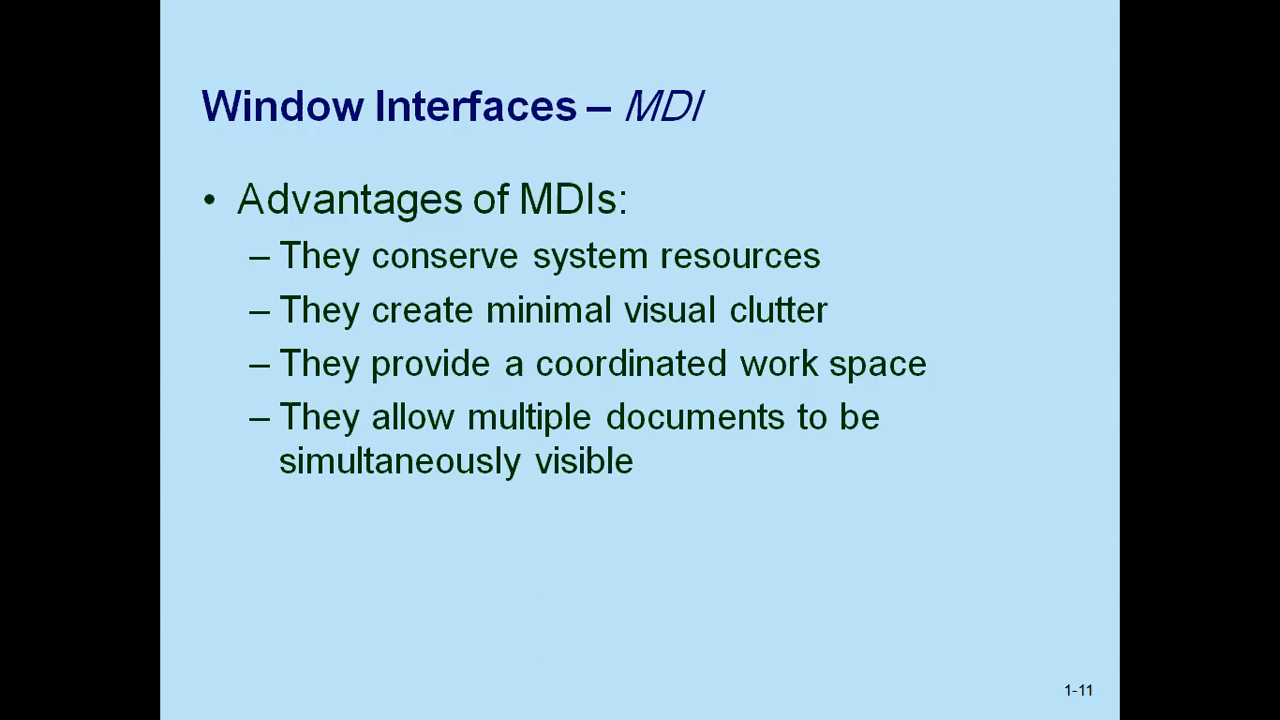 Window Interfaces – MDI
• Advantages of MDIs:
– They conserve system resources
– They create minimal visual clutter
– They provide a coordinated work space
– They allow multiple documents to be
simultaneously visible
1-11